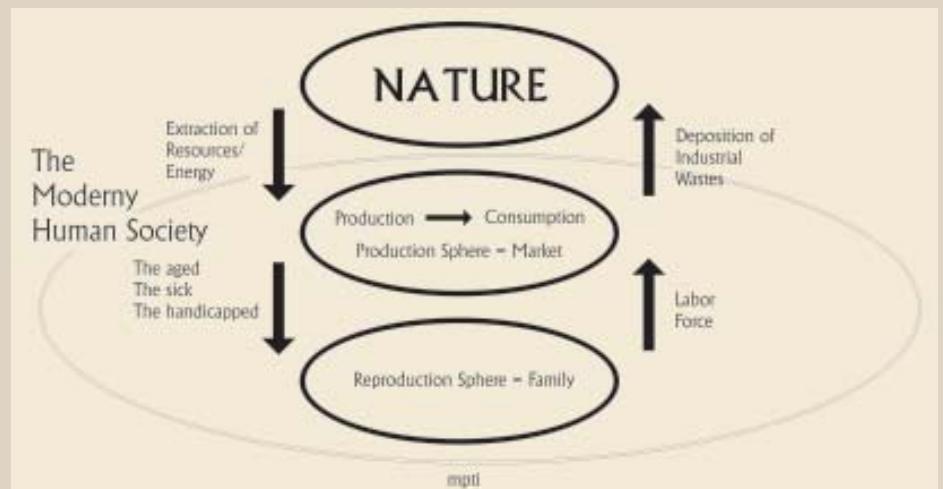 NATURE
Extraction of
Resources/
Energy
Deposition of
Industrial
Wastes
The
Moderny
Human Society
Production
Consumption
Production Sphere = Market
The aged
The sick
The handicapped
Labor
Force
Reproduction Sphere = Family
mpti